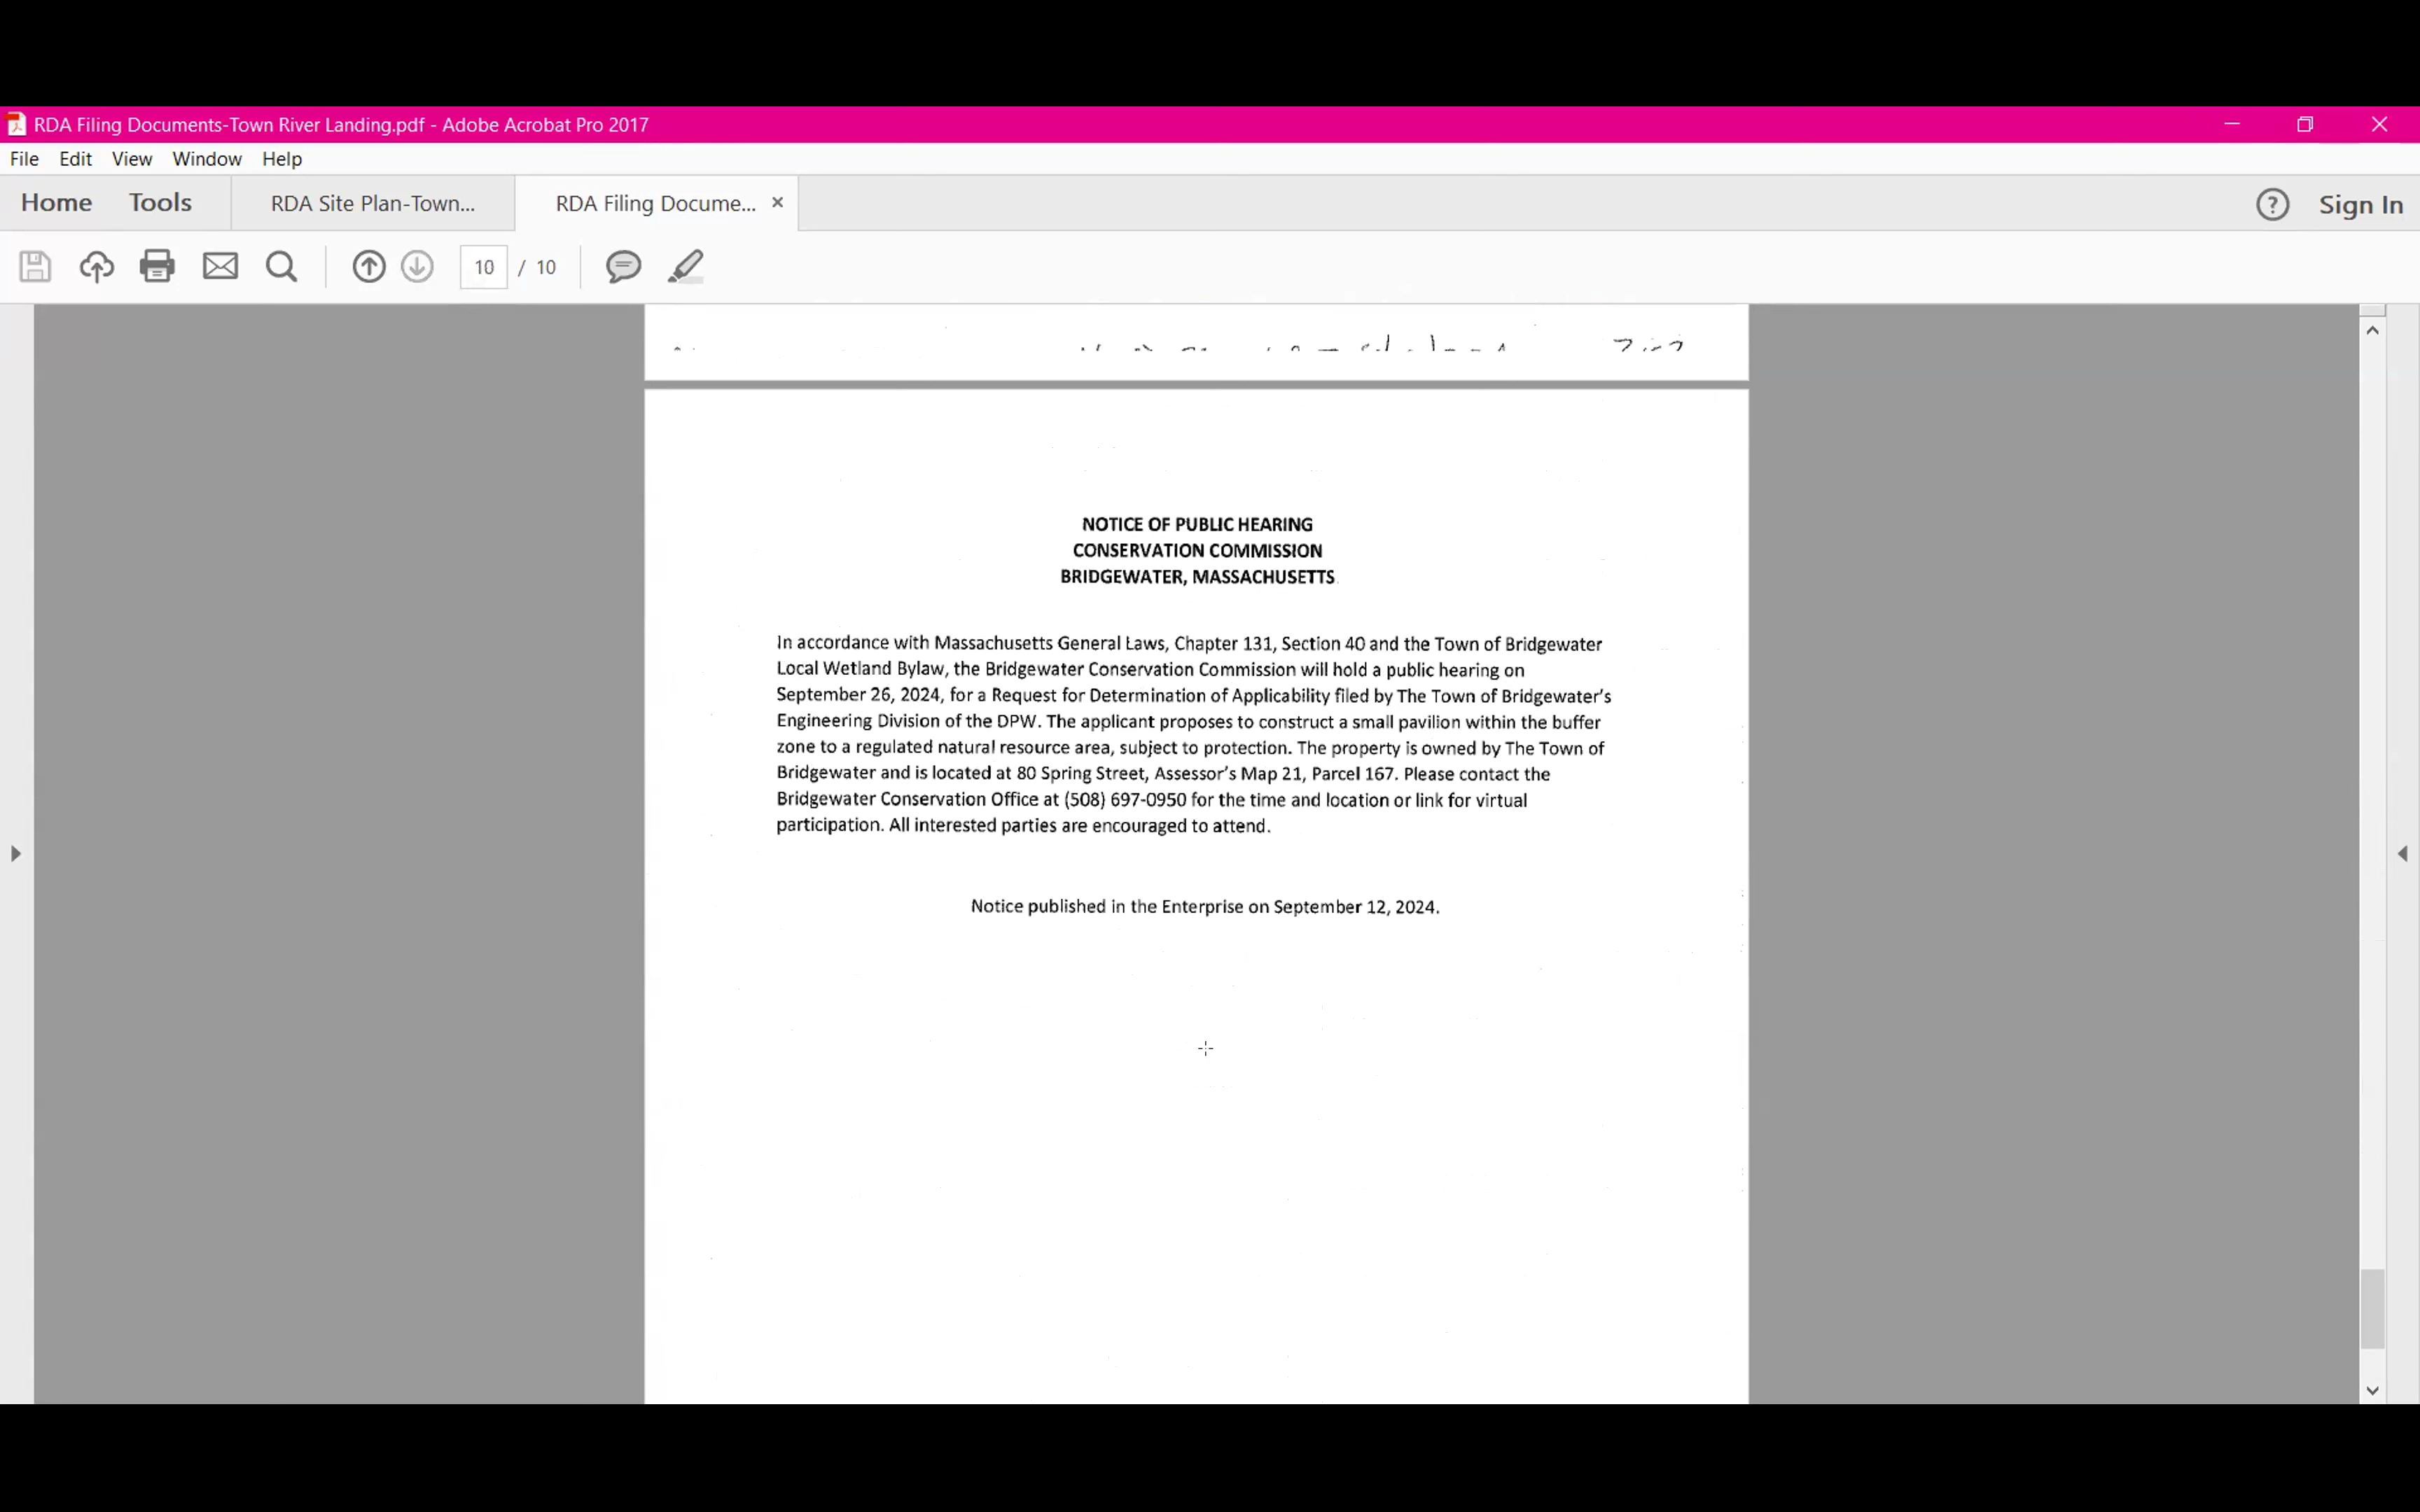 RDA Filing Documents-Town River Landing.pdf - Adobe Acrobat Pro 2017
File Edit View Window Help
Home Tools RDA Site Plan-Town... RDA Filing Docume... × ? Sign In
10 / 10
NOTICE OF PUBLIC HEARING
CONSERVATION COMMISSION
BRIDGEWATER, MASSACHUSETTS
In accordance with Massachusetts General Laws, Chapter 131, Section 40 and the Town of Bridgewater
Local Wetland Bylaw, the Bridgewater Conservation Commission will hold a public hearing on
September 26, 2024, for a Request for Determination of Applicability filed by The Town of Bridgewater's
Engineering Division of the DPW. The applicant proposes to construct a small pavilion within the buffer
zone to a regulated natural resource area, subject to protection. The property is owned by The Town of
Bridgewater and is located at 80 Spring Street, Assessor's Map 21, Parcel 167. Please contact the
Bridgewater Conservation Office at (508) 697-0950 for the time and location or link for virtual
participation. All interested parties are encouraged to attend.
Notice published in the Enterprise on September 12, 2024.